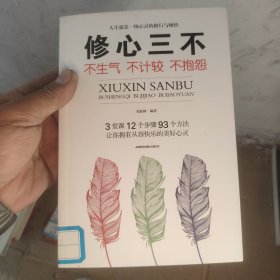 人生就是一场心灵的修行与顿悟
修心三不
不生气 不计较 不抱怨
XIUXIN SANBU
BUSHENGQI BUJIJIAO BUBAOYUAN
编著
3堂课 12个步骤 93个方法
让你拥有从容快乐的美好心灵